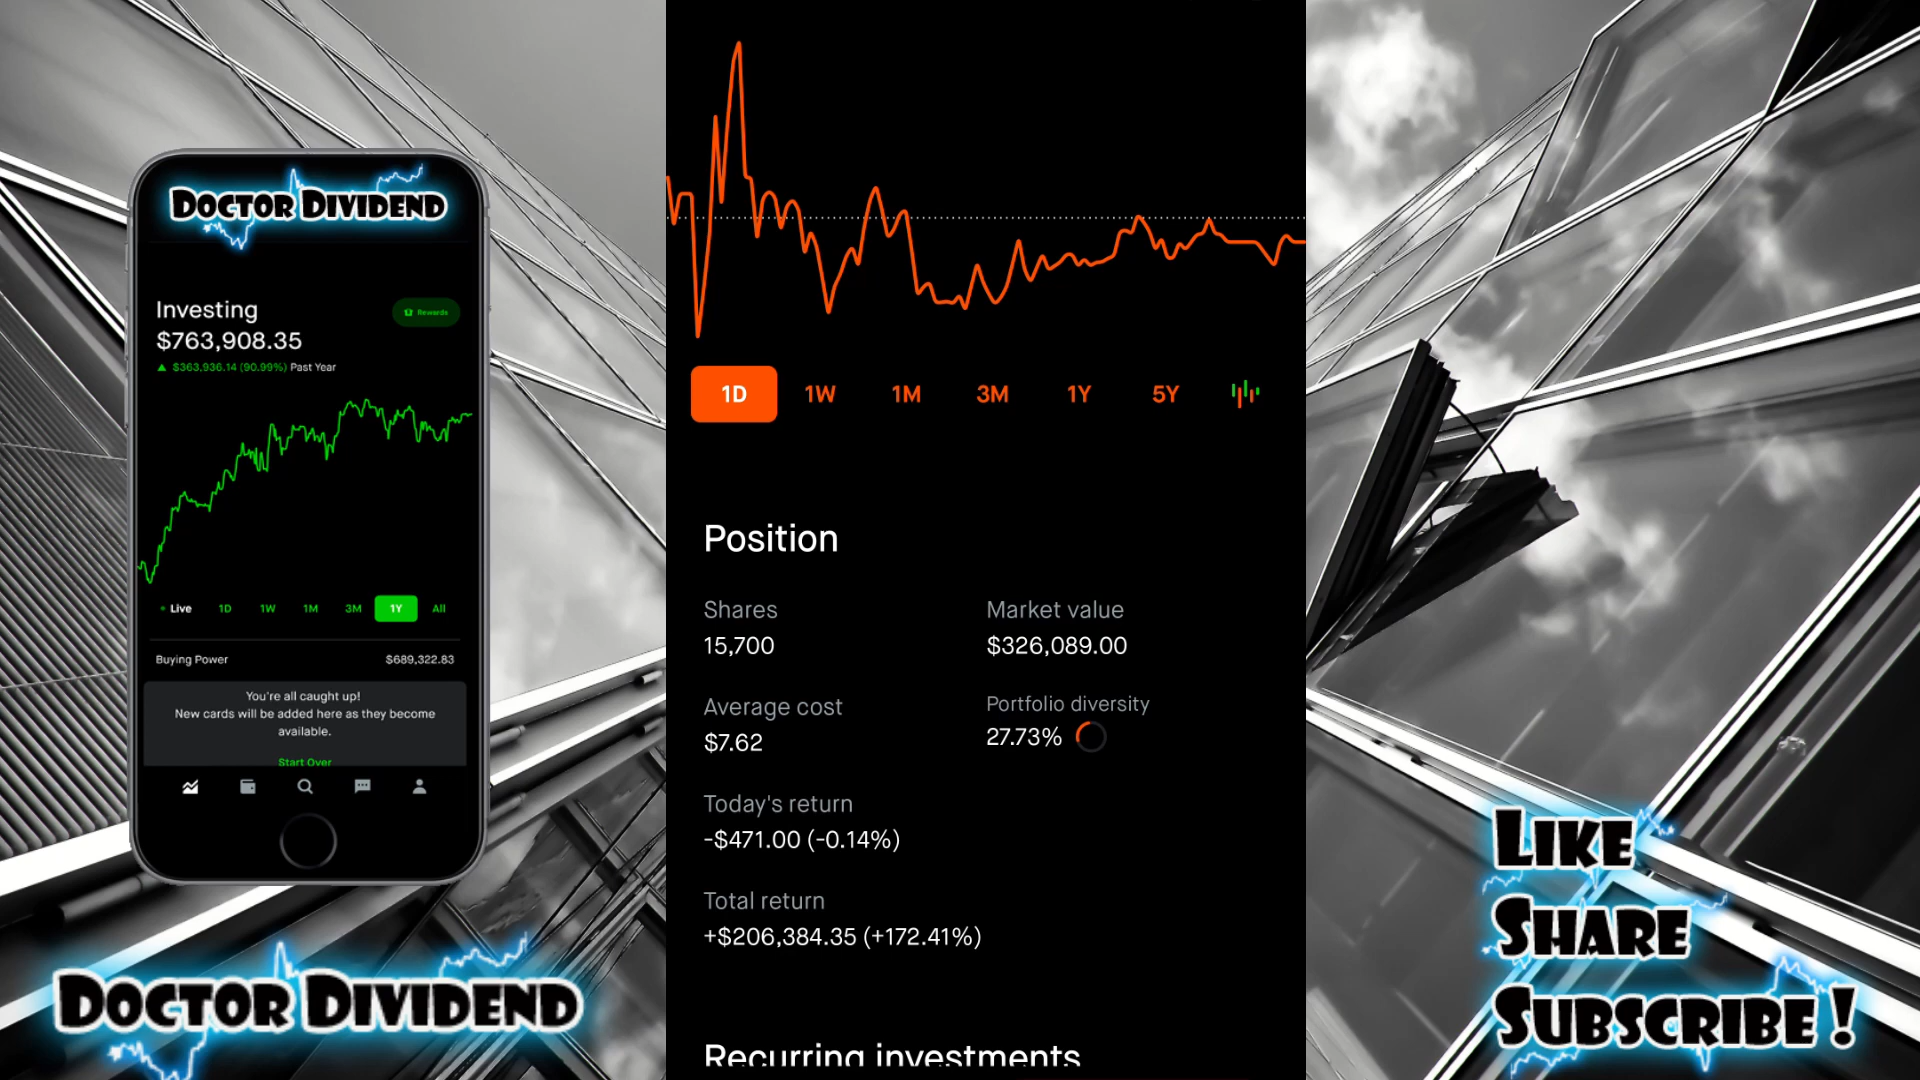 DOCTOR DIVIDEND
Investing
Rewards
$763,908.35
$363,936.14 (90.99%) Past Year
Live 1D 1W 1M 3M 1Y All
Buying Power $689,322.83
You're all caught up!
New cards will be added here as they become
available.
Start Over
DOCTOR DIVIDEND
1D 1W 1M 3M 1Y 5Y
Position
Shares
15,700
Market value
$326,089.00
Average cost
$7.62
Portfolio diversity
27.73%
Today's return
-$471.00 (-0.14%)
Total return
+$206,384.35 (+172.41%)
Recurring investments
LIKE
SHARE
SUBSCRIBE !